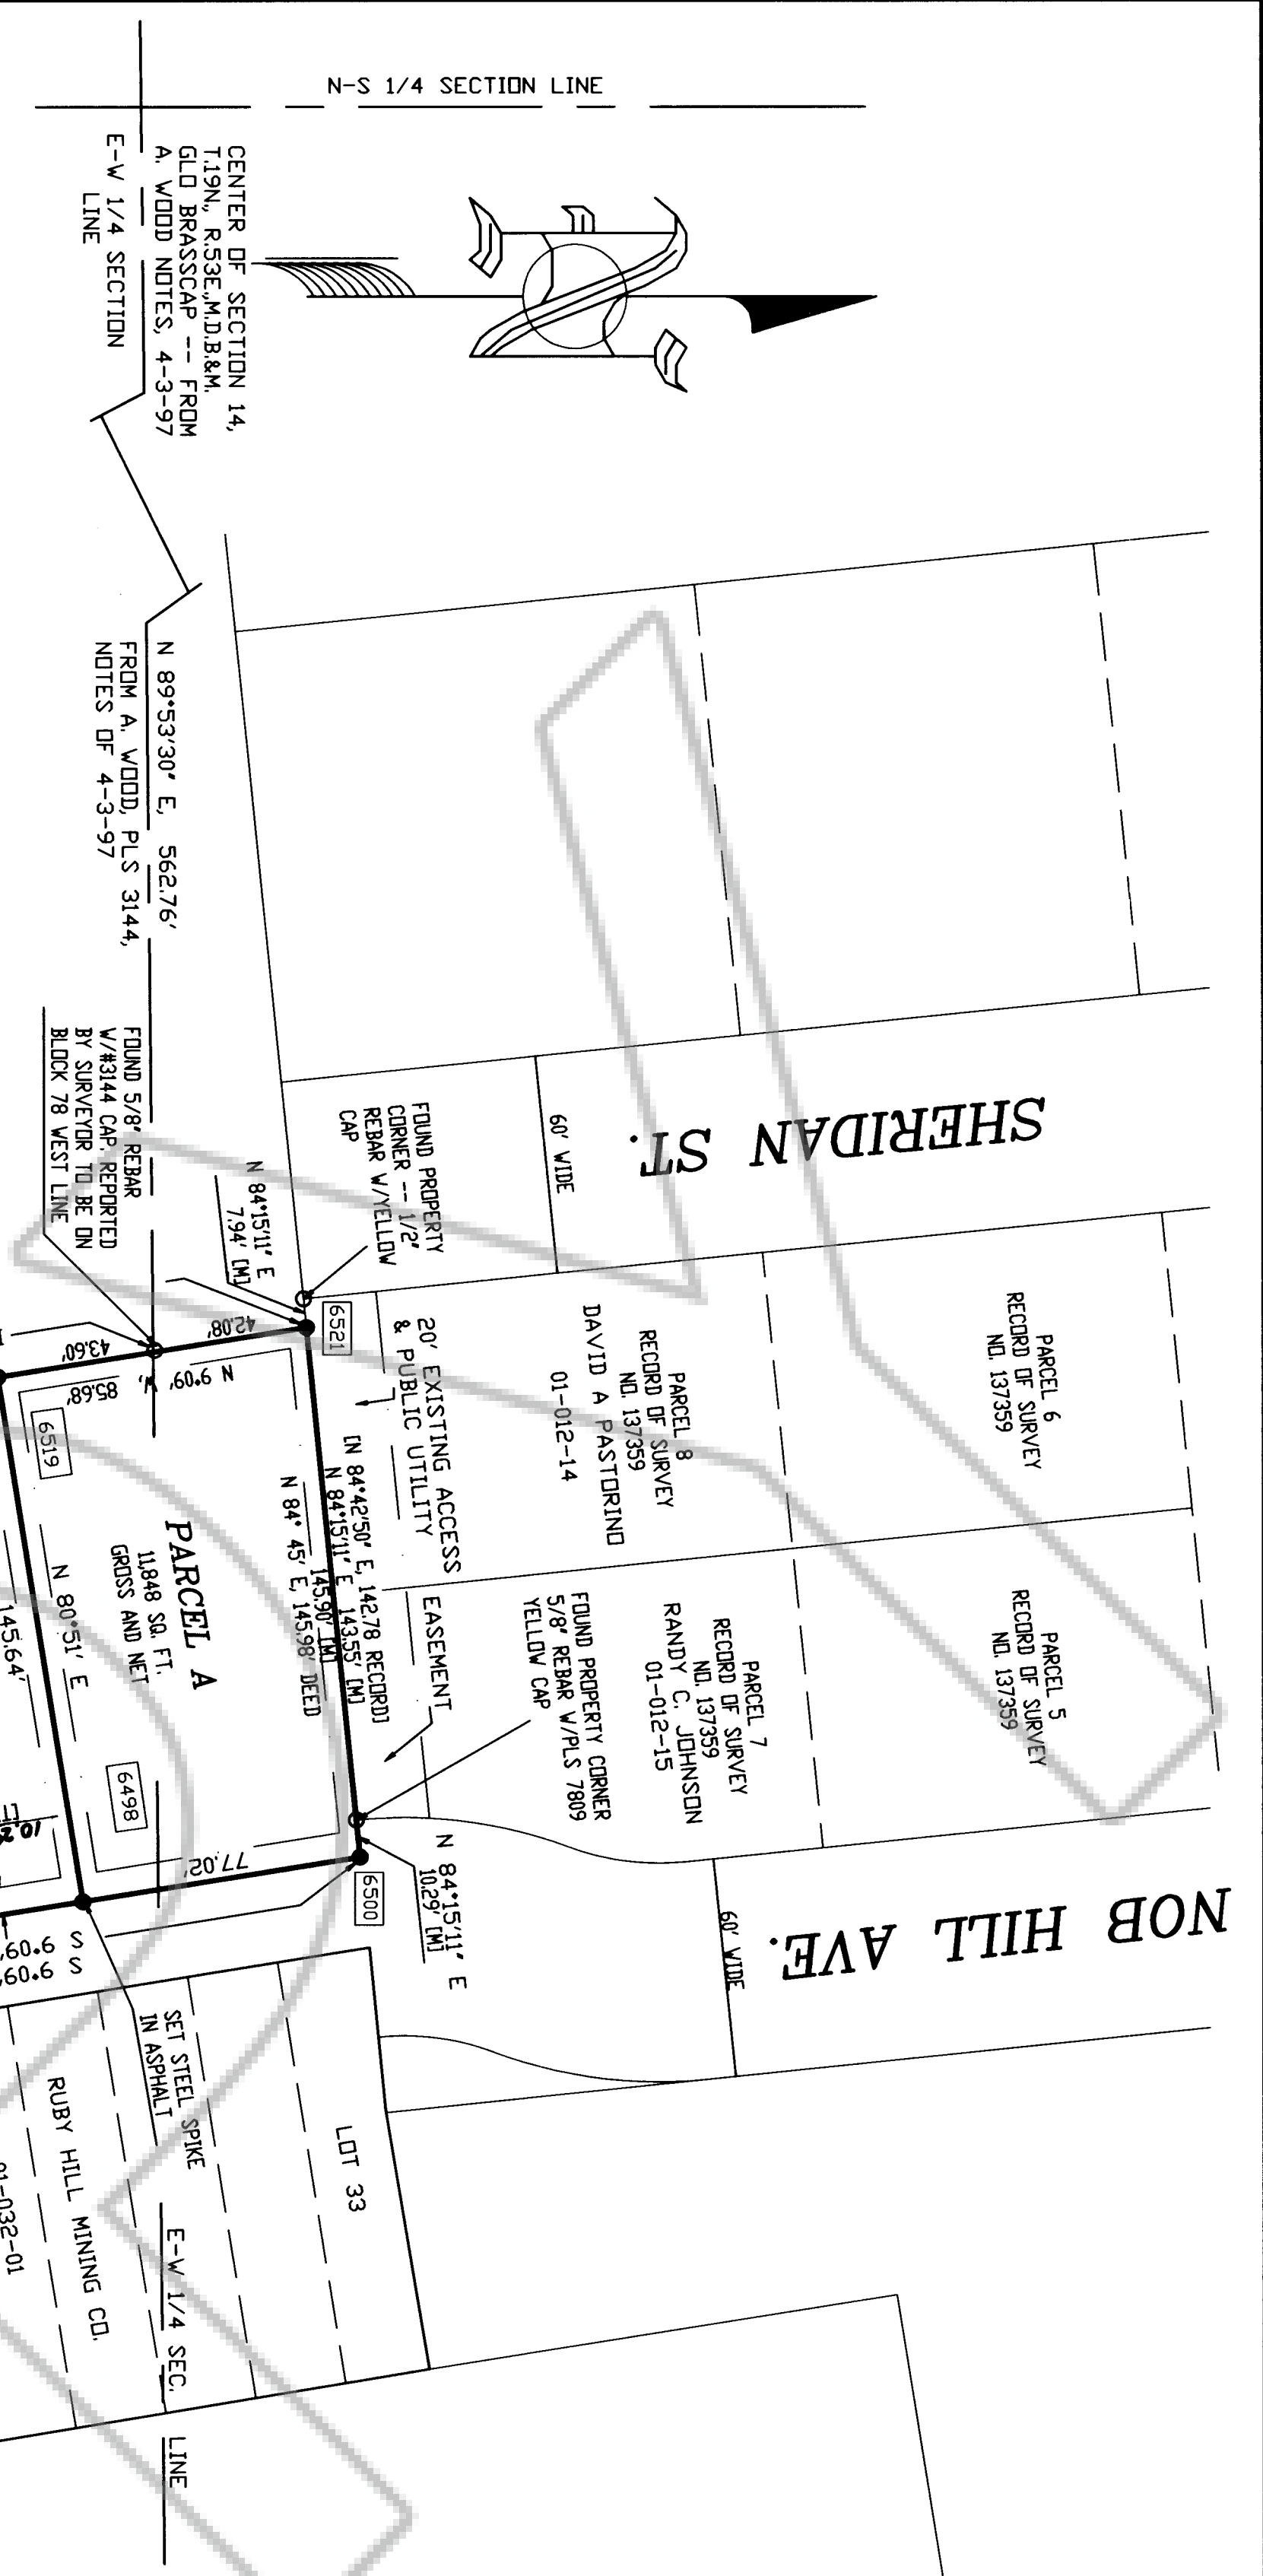 N-S 1/4 SECTION LINE
CENTER OF SECTION 14,
T.19N., R.53E.,M.D.B.&M.
GLO BRASSCAP -- FROM
A. WOOD NOTES, 4-3-97
E-W 1/4 SECTION
LINE
N 89°53'30" E, 562.76'
FROM A. WOOD, PLS 3144,
NOTES OF 4-3-97
FOUND 5/8" REBAR
W/#3144 CAP, REPORTED
BY SURVEYOR TO BE ON
BLOCK 78 WEST LINE
SHERIDAN ST.
60' WIDE
FOUND PROPERTY
CORNER -- 1/2"
REBAR W/YELLOW
CAP
N 84°15'11" E
7.94' [M]
6521
42.08'
43.60'
N 9°09' W, 85.68'
6519
PARCEL 6
RECORD OF SURVEY
NO. 137359
PARCEL 8
RECORD OF SURVEY
NO. 137359
DAVID A PASTORINO
01-012-14
20' EXISTING ACCESS
& PUBLIC UTILITY
EASEMENT
[N 84°42'50" E, 142.78 RECORD]
N 84°15'11" E 143.55' [M]
145.90' [M]
N 84° 45' E, 145.98' DEED
PARCEL A
11,848 SQ. FT.
GROSS AND NET
N 80°51' E
145.64'
PARCEL 5
RECORD OF SURVEY
NO. 137359
PARCEL 7
RECORD OF SURVEY
NO. 137359
RANDY C. JOHNSON
01-012-15
FOUND PROPERTY CORNER
5/8" REBAR W/PLS 7809
YELLOW CAP
6498
77.02'
6500
N 84°15'11" E
10.29' [M]
NOB HILL AVE.
60' WIDE
S 9°09'
S 9°09'
SET STEEL SPIKE
IN ASPHALT
LOT 33
RUBY HILL MINING CO.
01-032-01
E-W 1/4 SEC. LINE